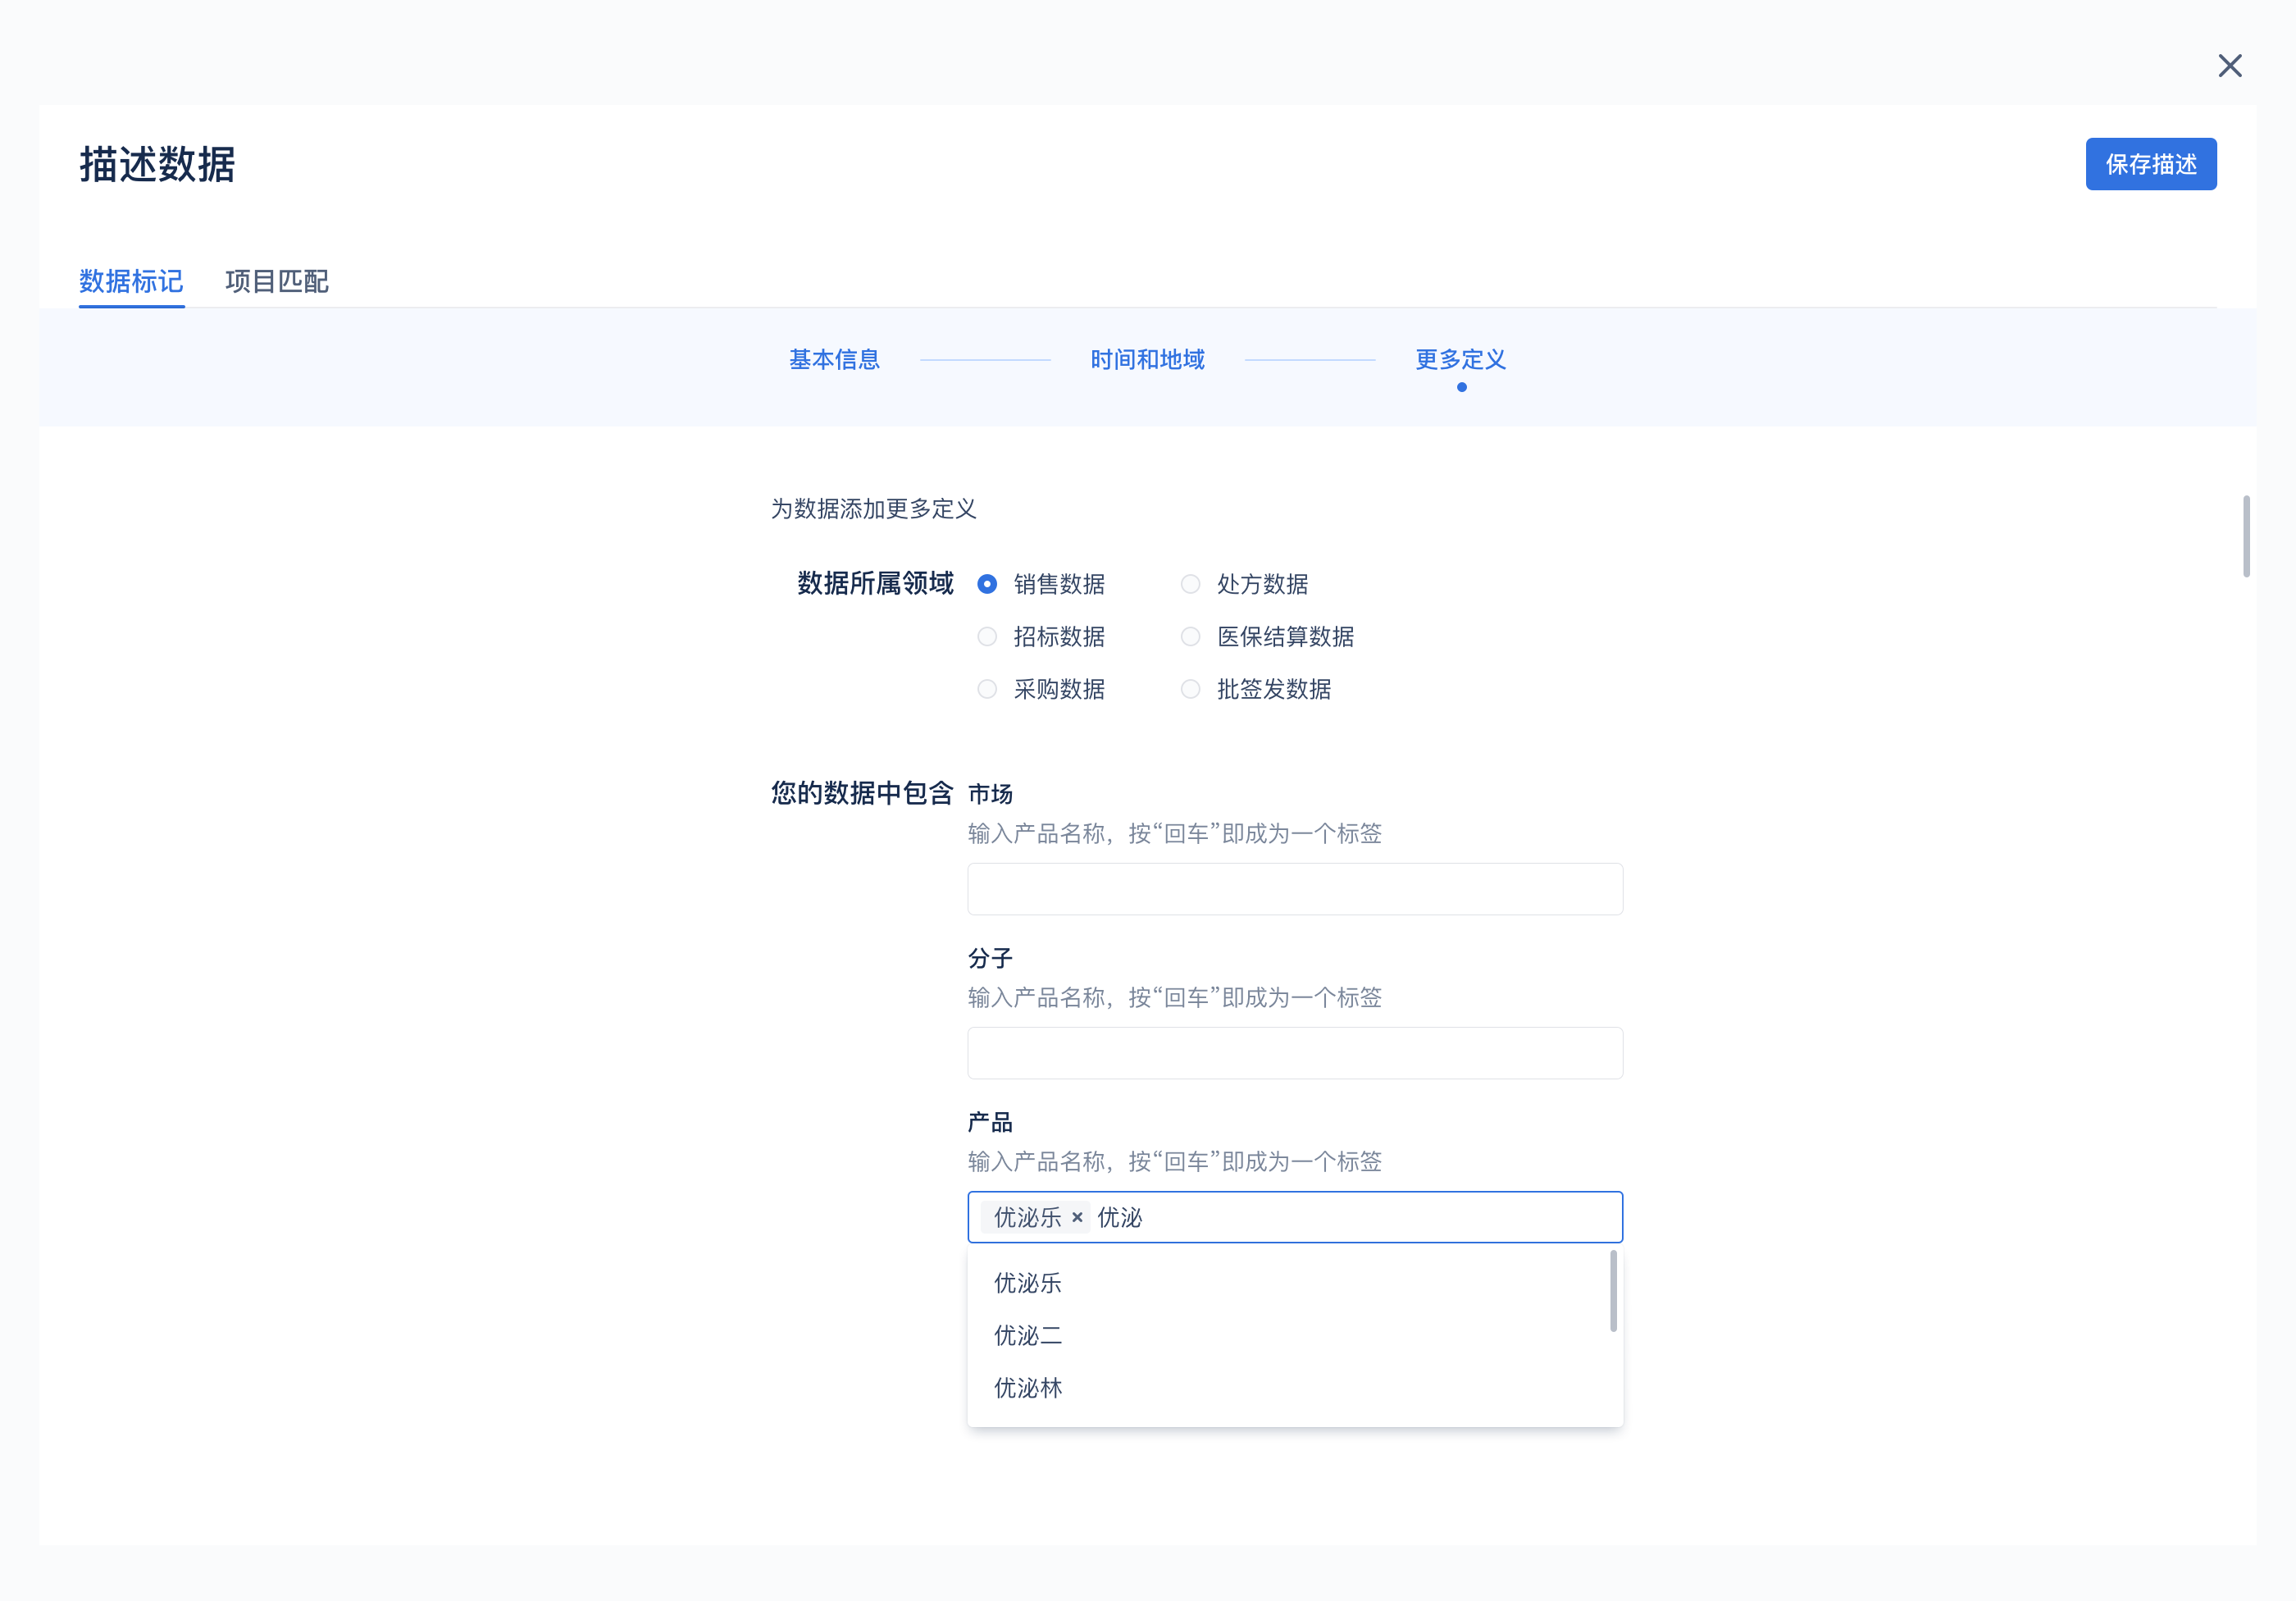 描述数据
保存描述
数据标记 项目匹配
基本信息 时间和地域 更多定义
为数据添加更多定义
数据所属领域 销售数据 处方数据
招标数据 医保结算数据
采购数据 批签发数据
您的数据中包含 市场
输入产品名称，按“回车”即成为一个标签
分子
输入产品名称，按“回车”即成为一个标签
产品
输入产品名称，按“回车”即成为一个标签
优泌乐 × 优泌
优泌乐
优泌二
优泌林